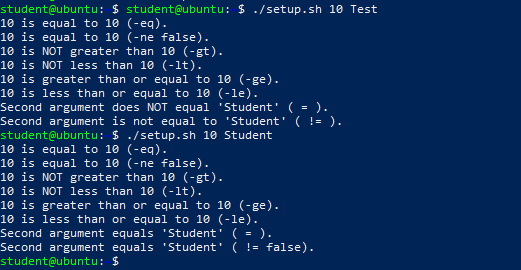 student@ubuntu:~$ student@ubuntu:~$ ./setup.sh 10 Test
10 is equal to 10 (-eq).
10 is equal to 10 (-ne false).
10 is NOT greater than 10 (-gt).
10 is NOT less than 10 (-lt).
10 is greater than or equal to 10 (-ge).
10 is less than or equal to 10 (-le).
Second argument does NOT equal 'Student' ( = ).
Second argument is not equal to 'Student' ( != ).
student@ubuntu:~$ ./setup.sh 10 Student
10 is equal to 10 (-eq).
10 is equal to 10 (-ne false).
10 is NOT greater than 10 (-gt).
10 is NOT less than 10 (-lt).
10 is greater than or equal to 10 (-ge).
10 is less than or equal to 10 (-le).
Second argument equals 'Student' ( = ).
Second argument equals 'Student' ( != false).
student@ubuntu:~$